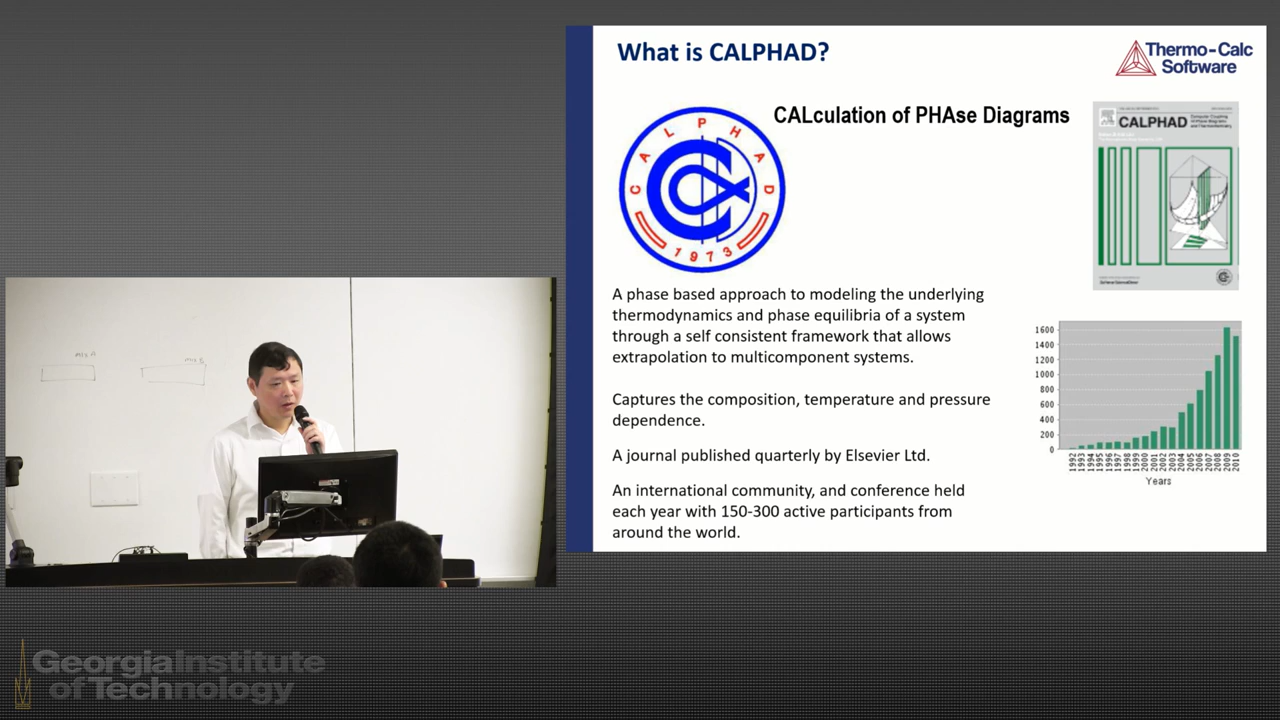 What is CALPHAD?
Thermo-Calc
Software
CALculation of PHAse Diagrams
CALPHAD
1973
CALPHAD
A phase based approach to modeling the underlying
thermodynamics and phase equilibria of a system
through a self consistent framework that allows
extrapolation to multicomponent systems.
Captures the composition, temperature and pressure
dependence.
A journal published quarterly by Elsevier Ltd.
An international community, and conference held
each year with 150-300 active participants from
around the world.
1600
1400
1200
1000
800
600
400
200
0
1992 1993 1994 1995 1996 1997 1998 1999 2000 2001 2002 2003 2004 2005 2006 2007 2008 2009 2010
Years
Georgia Institute
of Technology